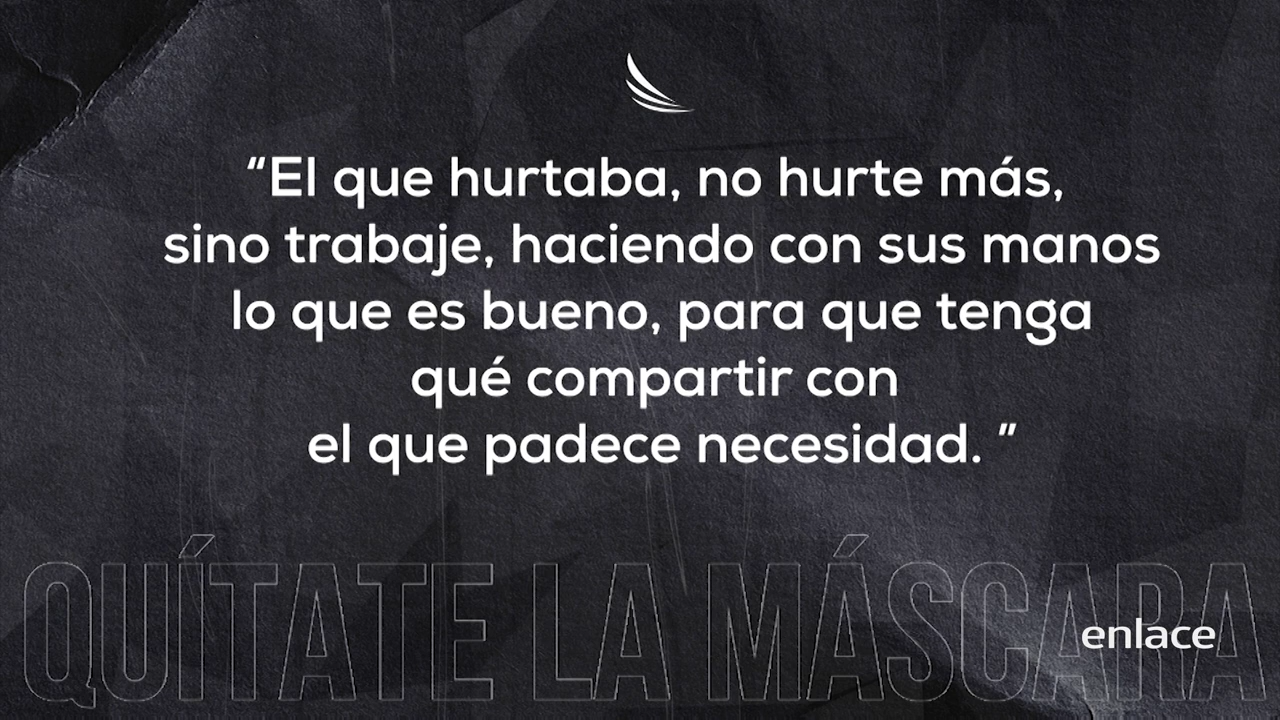 “El que hurtaba, no hurte más,
sino trabaje, haciendo con sus manos
lo que es bueno, para que tenga
qué compartir con
el que padece necesidad. ”
QUÍTATE LA MÁSCARA
enlace